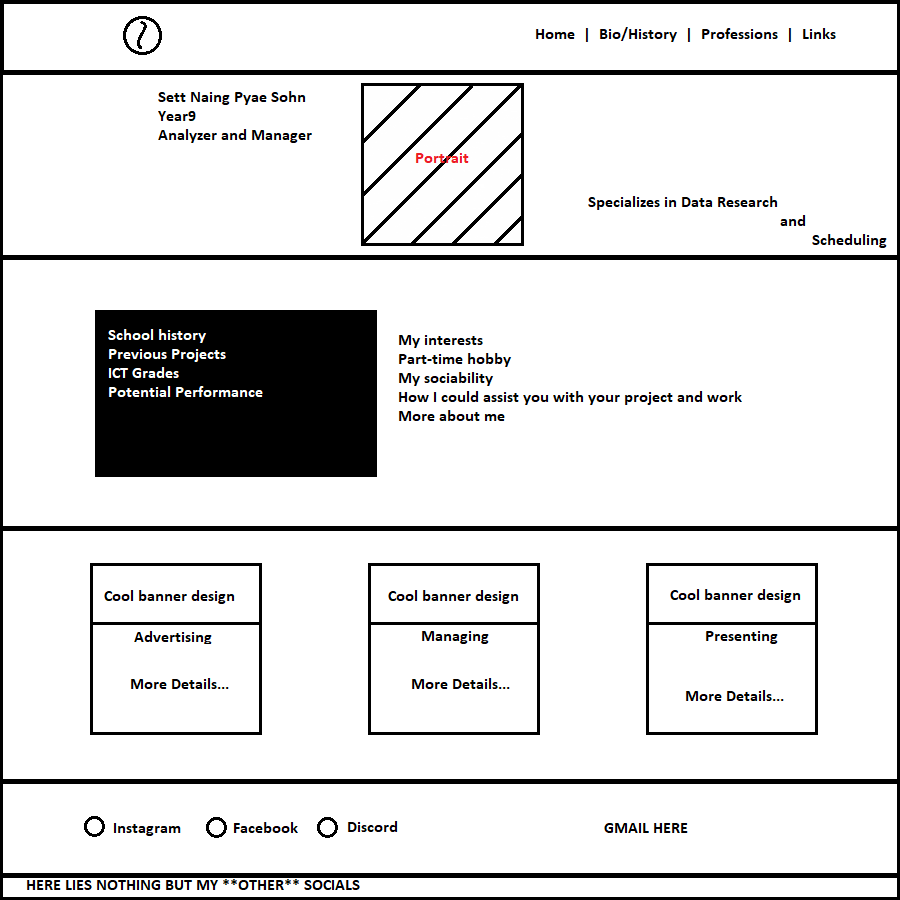 Home | Bio/History | Professions | Links
Sett Naing Pyae Sohn
Year9
Analyzer and Manager
Portrait
Specializes in Data Research
and
Scheduling
School history
Previous Projects
ICT Grades
Potential Performance
My interests
Part-time hobby
My sociability
How I could assist you with your project and work
More about me
Cool banner design
Advertising
More Details...
Cool banner design
Managing
More Details...
Cool banner design
Presenting
More Details...
Instagram
Facebook
Discord
GMAIL HERE
HERE LIES NOTHING BUT MY **OTHER** SOCIALS